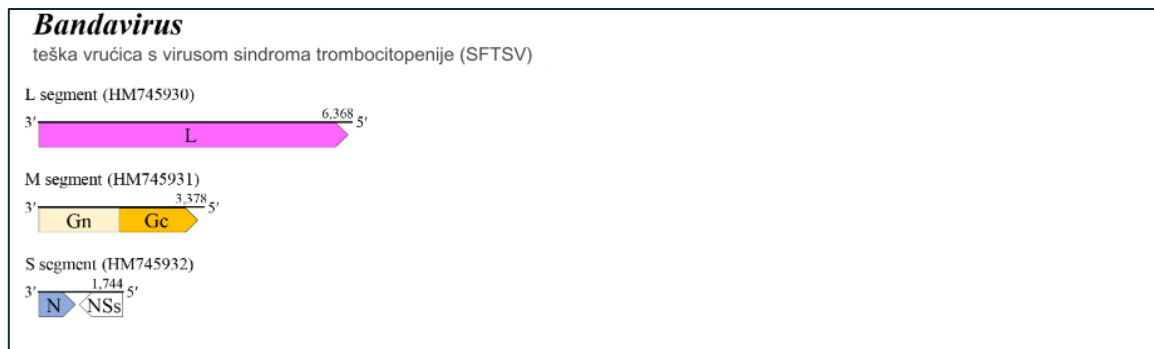 Bandavirus
teška vrućica s virusom sindroma trombocitopenije (SFTSV)
L segment (HM745930)
3' 6,368 5'
L
M segment (HM745931)
3' 3,378 5'
Gn Gc
S segment (HM745932)
3' 1,744 5'
N NSs